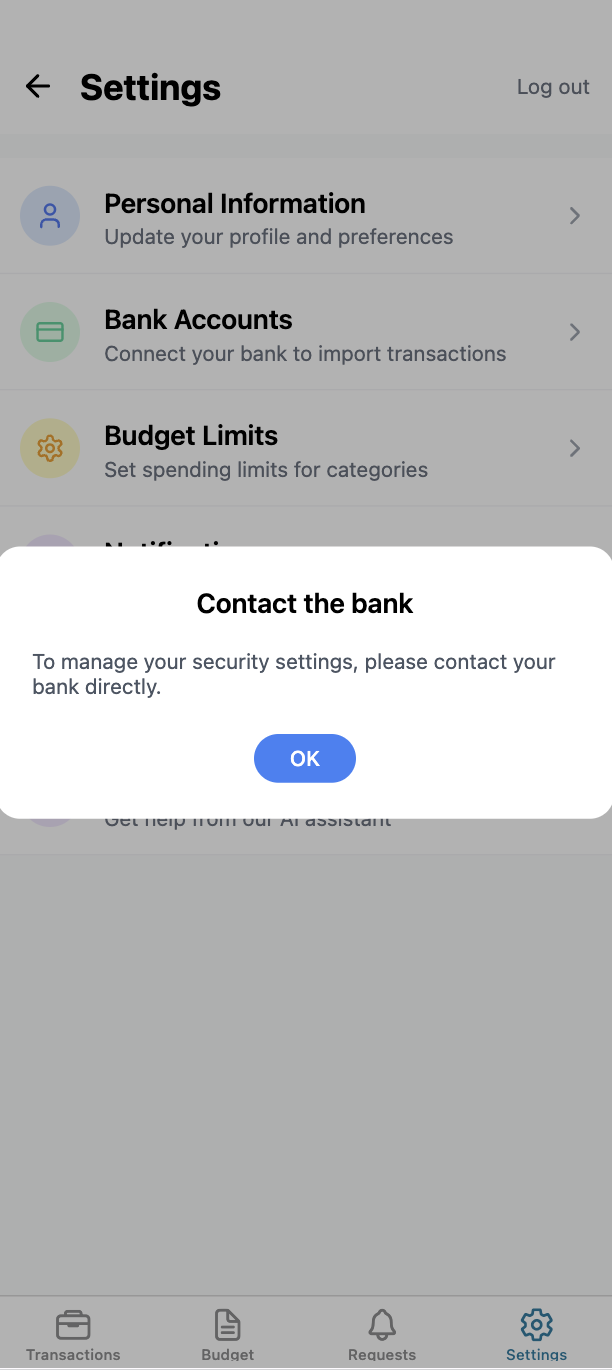 Settings
Log out
Personal Information
Update your profile and preferences
Bank Accounts
Connect your bank to import transactions
Budget Limits
Set spending limits for categories
Contact the bank
To manage your security settings, please contact your
bank directly.
OK
Get help from our AI assistant
Transactions
Budget
Requests
Settings